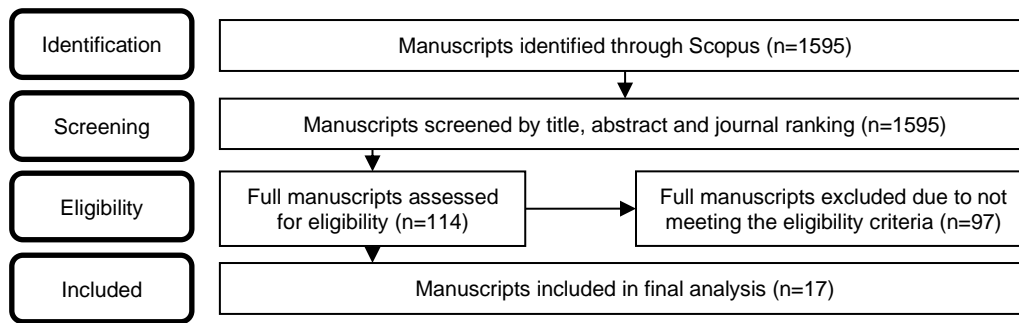 Identification
Manuscripts identified through Scopus (n=1595)
Screening
Manuscripts screened by title, abstract and journal ranking (n=1595)
Eligibility
Full manuscripts assessed
for eligibility (n=114)
Full manuscripts excluded due to not
meeting the eligibility criteria (n=97)
Included
Manuscripts included in final analysis (n=17)